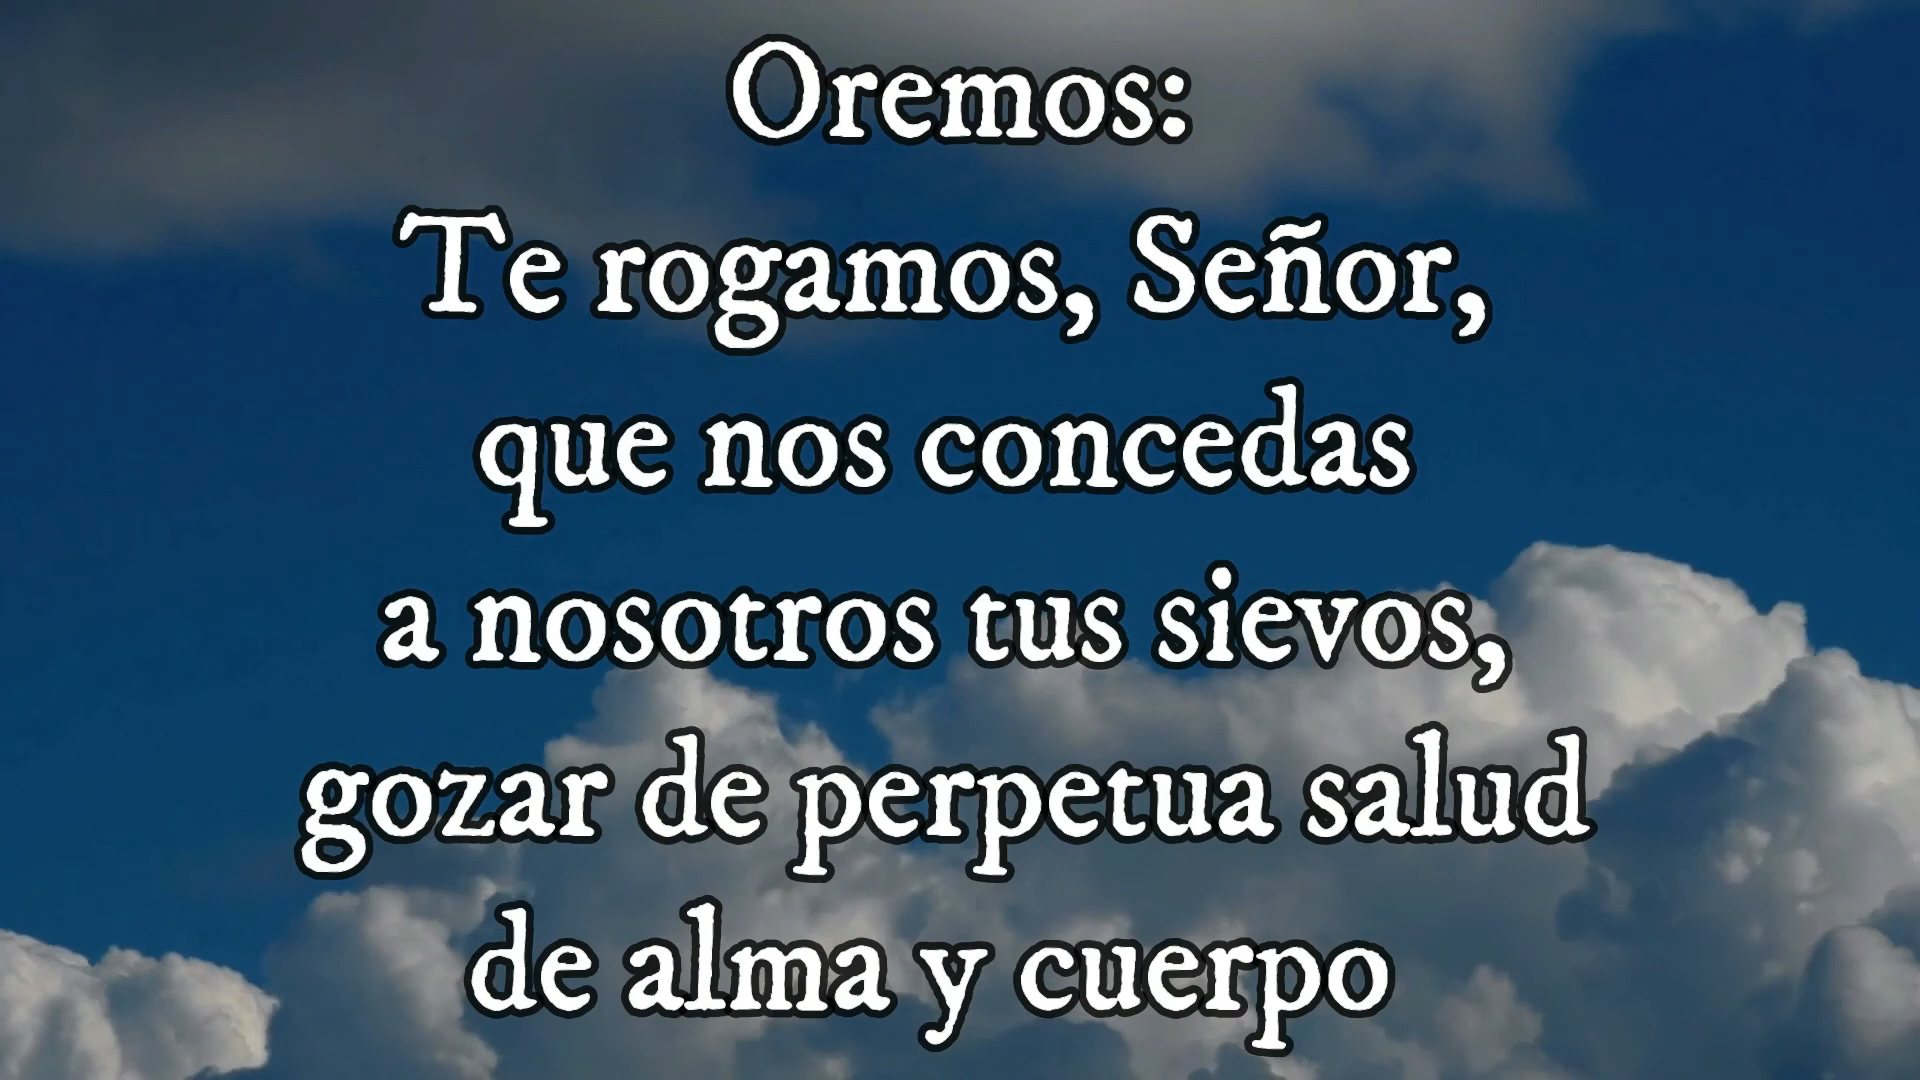 Oremos:
Te rogamos, Señor,
que nos concedas
a nosotros tus sievos,
gozar de perpetua salud
de alma y cuerpo